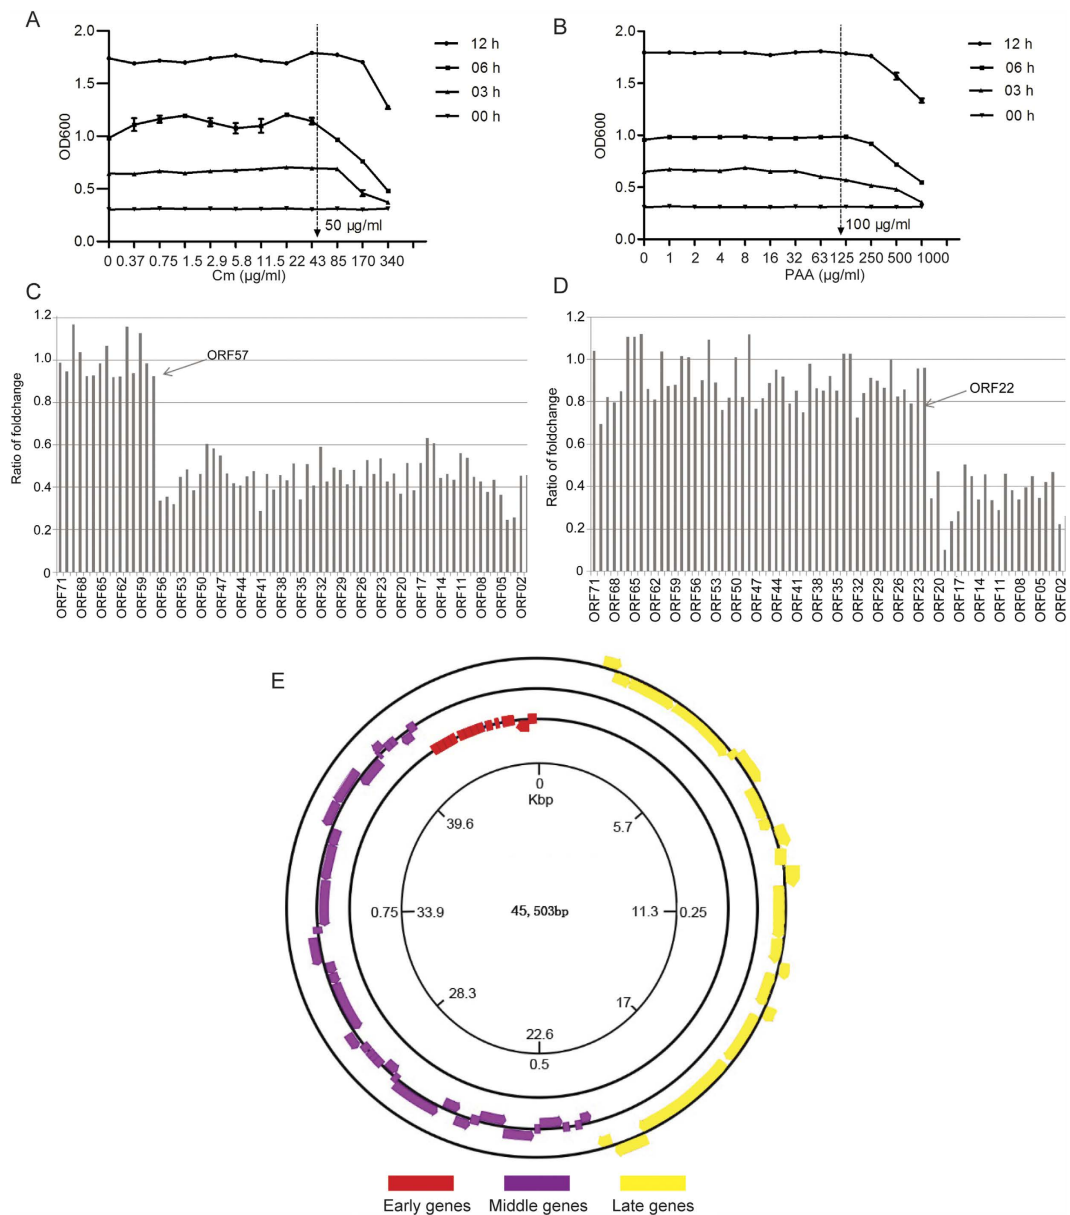 A
2.0
1.5
1.0
0.5
0.0
OD600
0 0.37 0.75 1.5 2.9 5.8 11.5 22 43 85 170 340
Cm (µg/ml)
50 µg/ml
12 h
06 h
03 h
00 h
B
2.0
1.5
1.0
0.5
0.0
OD600
0 1 2 4 8 16 32 63 125 250 500 1000
PAA (µg/ml)
100 µg/ml
12 h
06 h
03 h
00 h
C
1.2
1.0
0.8
0.6
0.4
0.2
0
Ratio of foldchange
ORF57
ORF71 ORF68 ORF65 ORF62 ORF59 ORF56 ORF53 ORF50 ORF47 ORF44 ORF41 ORF38 ORF35 ORF32 ORF29 ORF26 ORF23 ORF20 ORF17 ORF14 ORF11 ORF08 ORF05 ORF02
D
1.2
1.0
0.8
0.6
0.4
0.2
0
Ratio of foldchange
ORF22
ORF71 ORF68 ORF65 ORF62 ORF59 ORF56 ORF53 ORF50 ORF47 ORF44 ORF41 ORF38 ORF35 ORF32 ORF29 ORF26 ORF23 ORF20 ORF17 ORF14 ORF11 ORF08 ORF05 ORF02
E
0
Kbp
39.6
5.7
0.75 33.9
45, 503bp
11.3 0.25
28.3
17
22.6
0.5
Early genes
Middle genes
Late genes